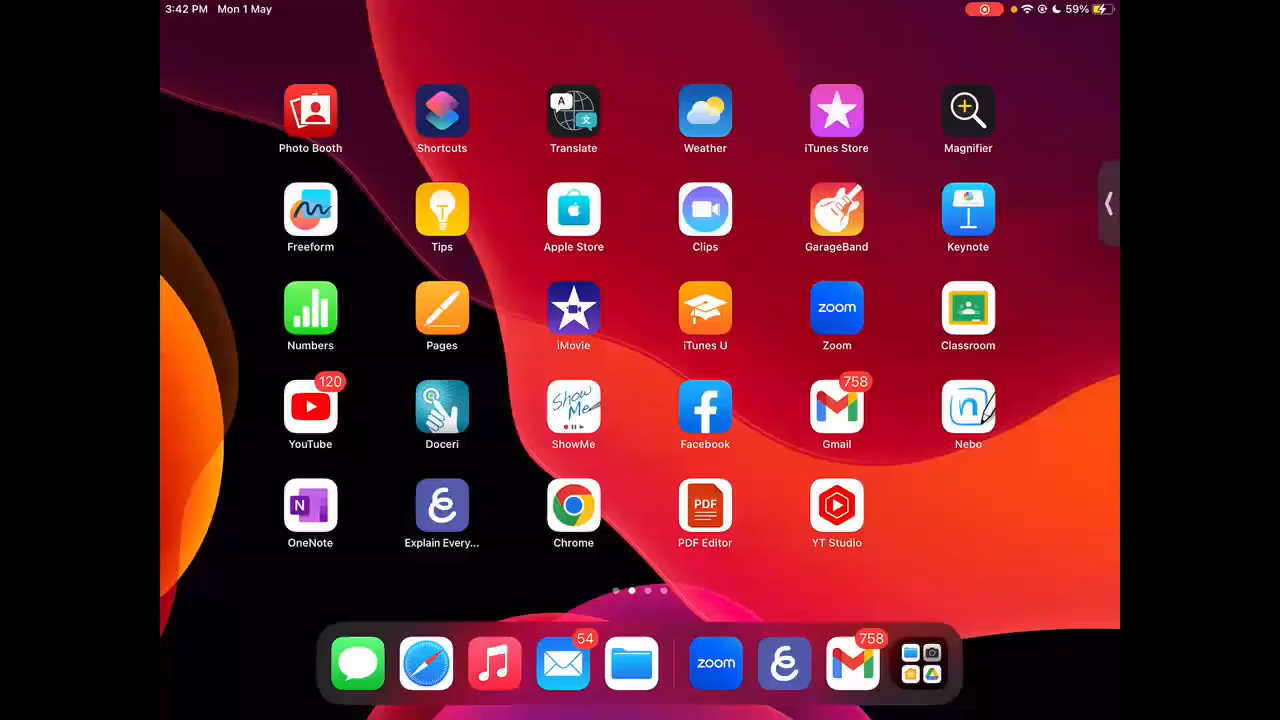 3:42 PM Mon 1 May 59%
Photo Booth Shortcuts Translate Weather iTunes Store Magnifier
Freeform Tips Apple Store Clips GarageBand Keynote
zoom
Numbers Pages iMovie iTunes U Zoom Classroom
120 758
Show Me
YouTube Doceri ShowMe Facebook Gmail Nebo
N PDF
OneNote Explain Every... Chrome PDF Editor YT Studio
54 758
zoom